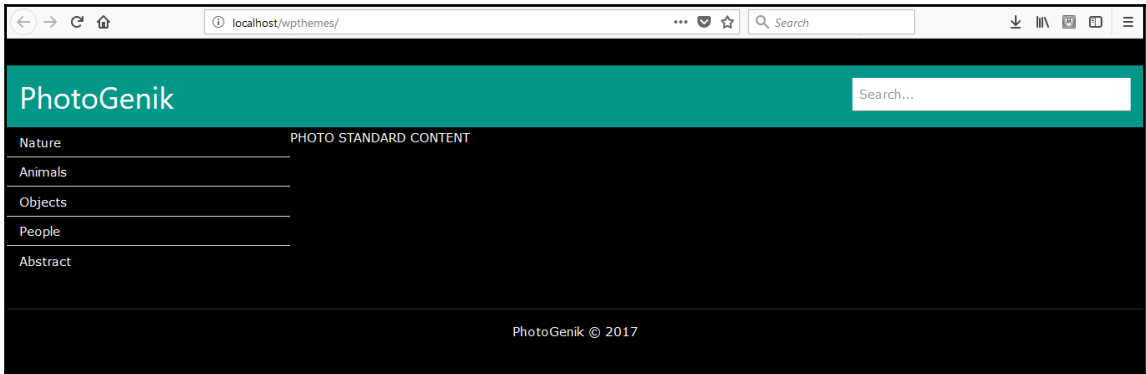 localhost/wpthemes/
Search
PhotoGenik
Search...
Nature
PHOTO STANDARD CONTENT
Animals
Objects
People
Abstract
PhotoGenik © 2017